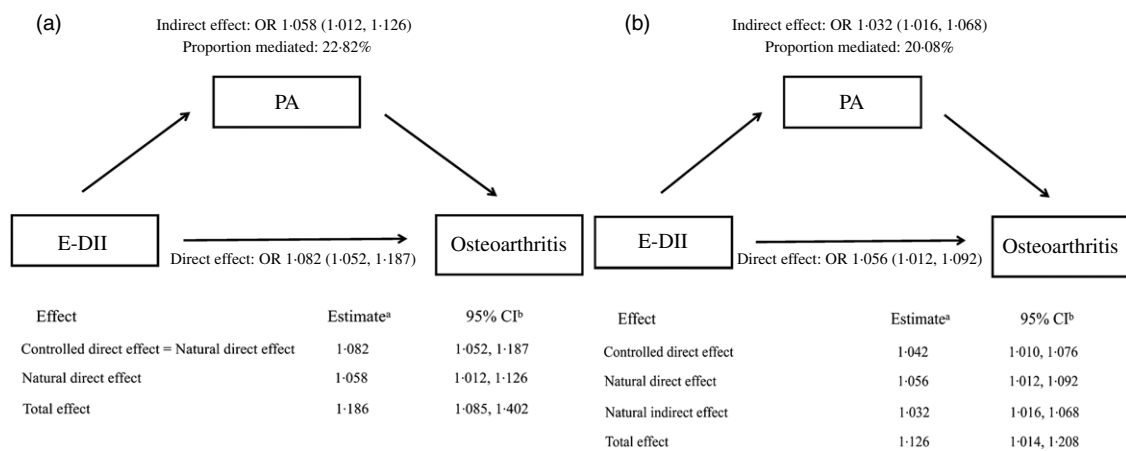 (a)
Indirect effect: OR 1·058 (1·012, 1·126)
Proportion mediated: 22·82%
PA
E-DII
Osteoarthritis
Direct effect: OR 1·082 (1·052, 1·187)
Effect Estimateᵃ 95% CIᵇ
Controlled direct effect = Natural direct effect 1·082 1·052, 1·187
Natural direct effect 1·058 1·012, 1·126
Total effect 1·186 1·085, 1·402
(b)
Indirect effect: OR 1·032 (1·016, 1·068)
Proportion mediated: 20·08%
PA
E-DII
Osteoarthritis
Direct effect: OR 1·056 (1·012, 1·092)
Effect Estimateᵃ 95% CIᵇ
Controlled direct effect 1·042 1·010, 1·076
Natural direct effect 1·056 1·012, 1·092
Natural indirect effect 1·032 1·016, 1·068
Total effect 1·126 1·014, 1·208